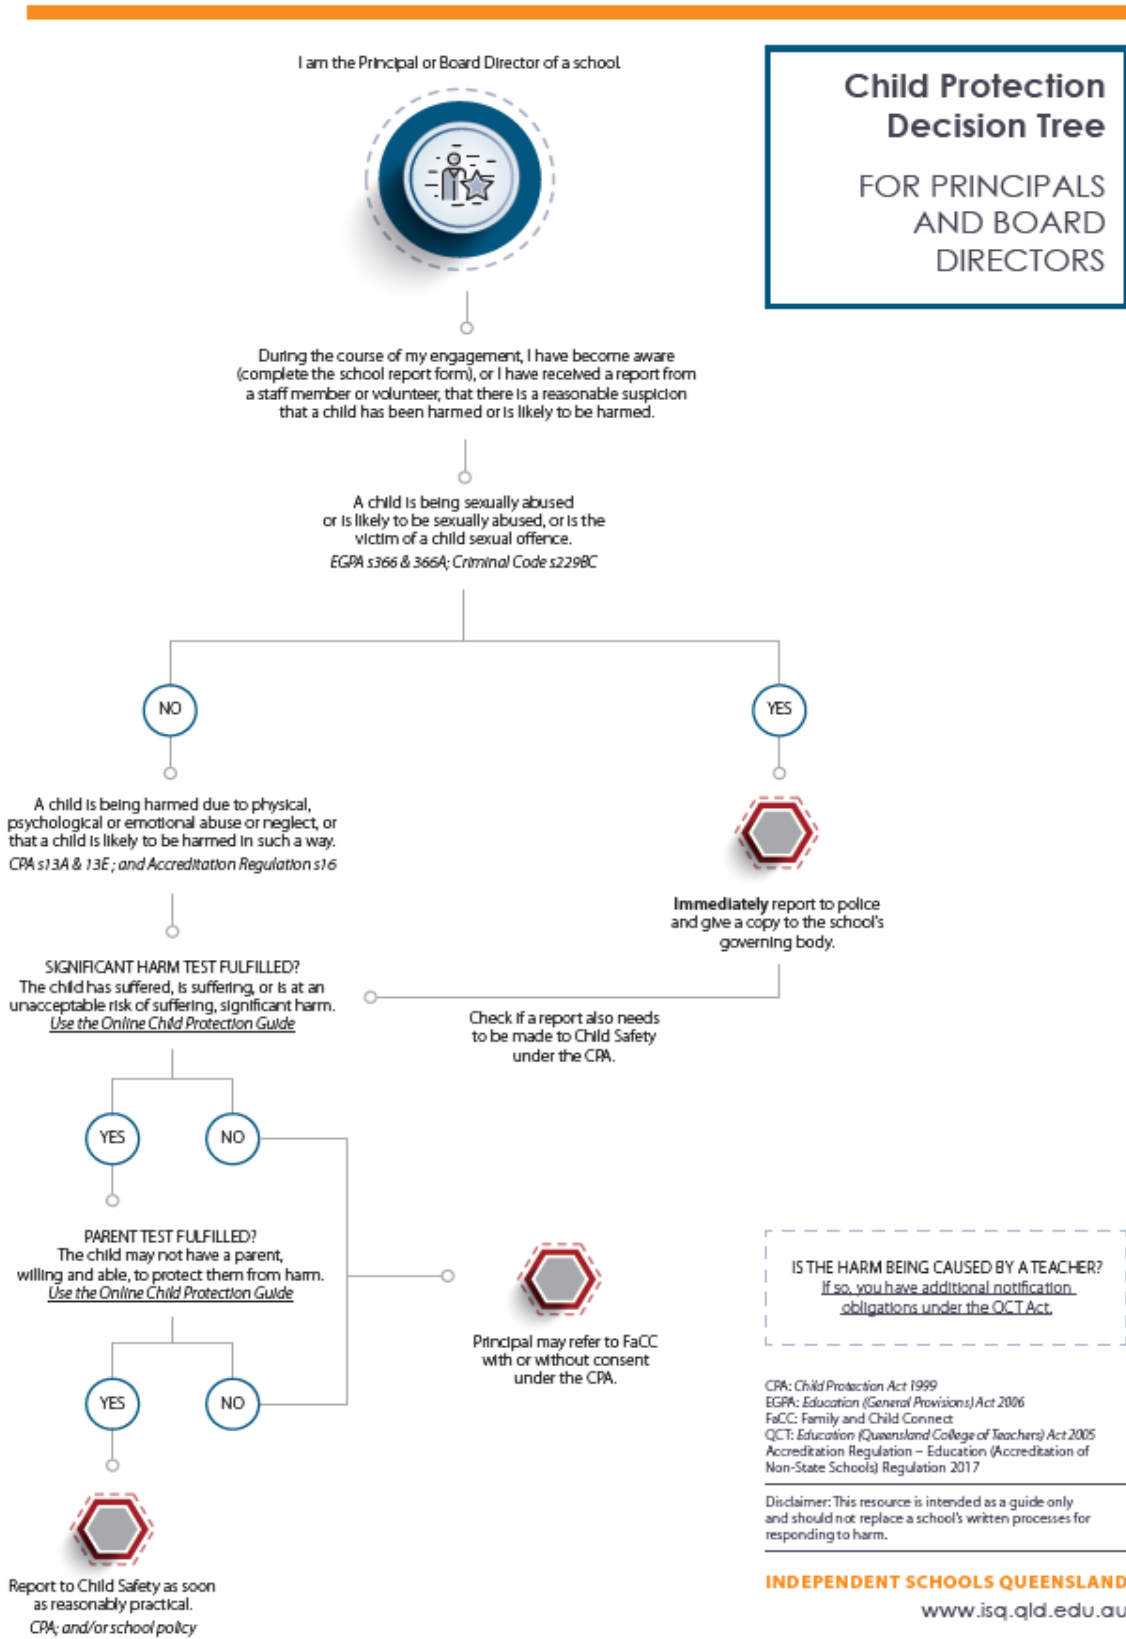 I am the Principal or Board Director of a school.
Child Protection
Decision Tree
FOR PRINCIPALS
AND BOARD
DIRECTORS
During the course of my engagement, I have become aware
(complete the school report form), or I have received a report from
a staff member or volunteer, that there is a reasonable suspicion
that a child has been harmed or is likely to be harmed.
A child is being sexually abused
or is likely to be sexually abused, or is the
victim of a child sexual offence.
EGPA s366 & 366A; Criminal Code s229BC
NO
YES
A child is being harmed due to physical,
psychological or emotional abuse or neglect, or
that a child is likely to be harmed in such a way.
CPA s13A & 13E ; and Accreditation Regulation s16
Immediately report to police
and give a copy to the school's
governing body.
SIGNIFICANT HARM TEST FULFILLED?
The child has suffered, is suffering, or is at an
unacceptable risk of suffering, significant harm.
Use the Online Child Protection Guide
Check if a report also needs
to be made to Child Safety
under the CPA.
YES
NO
PARENT TEST FULFILLED?
The child may not have a parent,
willing and able, to protect them from harm.
Use the Online Child Protection Guide
Principal may refer to FaCC
with or without consent
under the CPA.
YES
NO
Report to Child Safety as soon
as reasonably practical.
CPA; and/or school policy
IS THE HARM BEING CAUSED BY A TEACHER?
If so, you have additional notification
obligations under the QCT Act.
CPA: Child Protection Act 1999
EGPA: Education (General Provisions) Act 2006
FaCC: Family and Child Connect
QCT: Education (Queensland College of Teachers) Act 2005
Accreditation Regulation – Education (Accreditation of
Non-State Schools) Regulation 2017
Disclaimer: This resource is intended as a guide only
and should not replace a school's written processes for
responding to harm.
INDEPENDENT SCHOOLS QUEENSLAND
www.isq.qld.edu.au